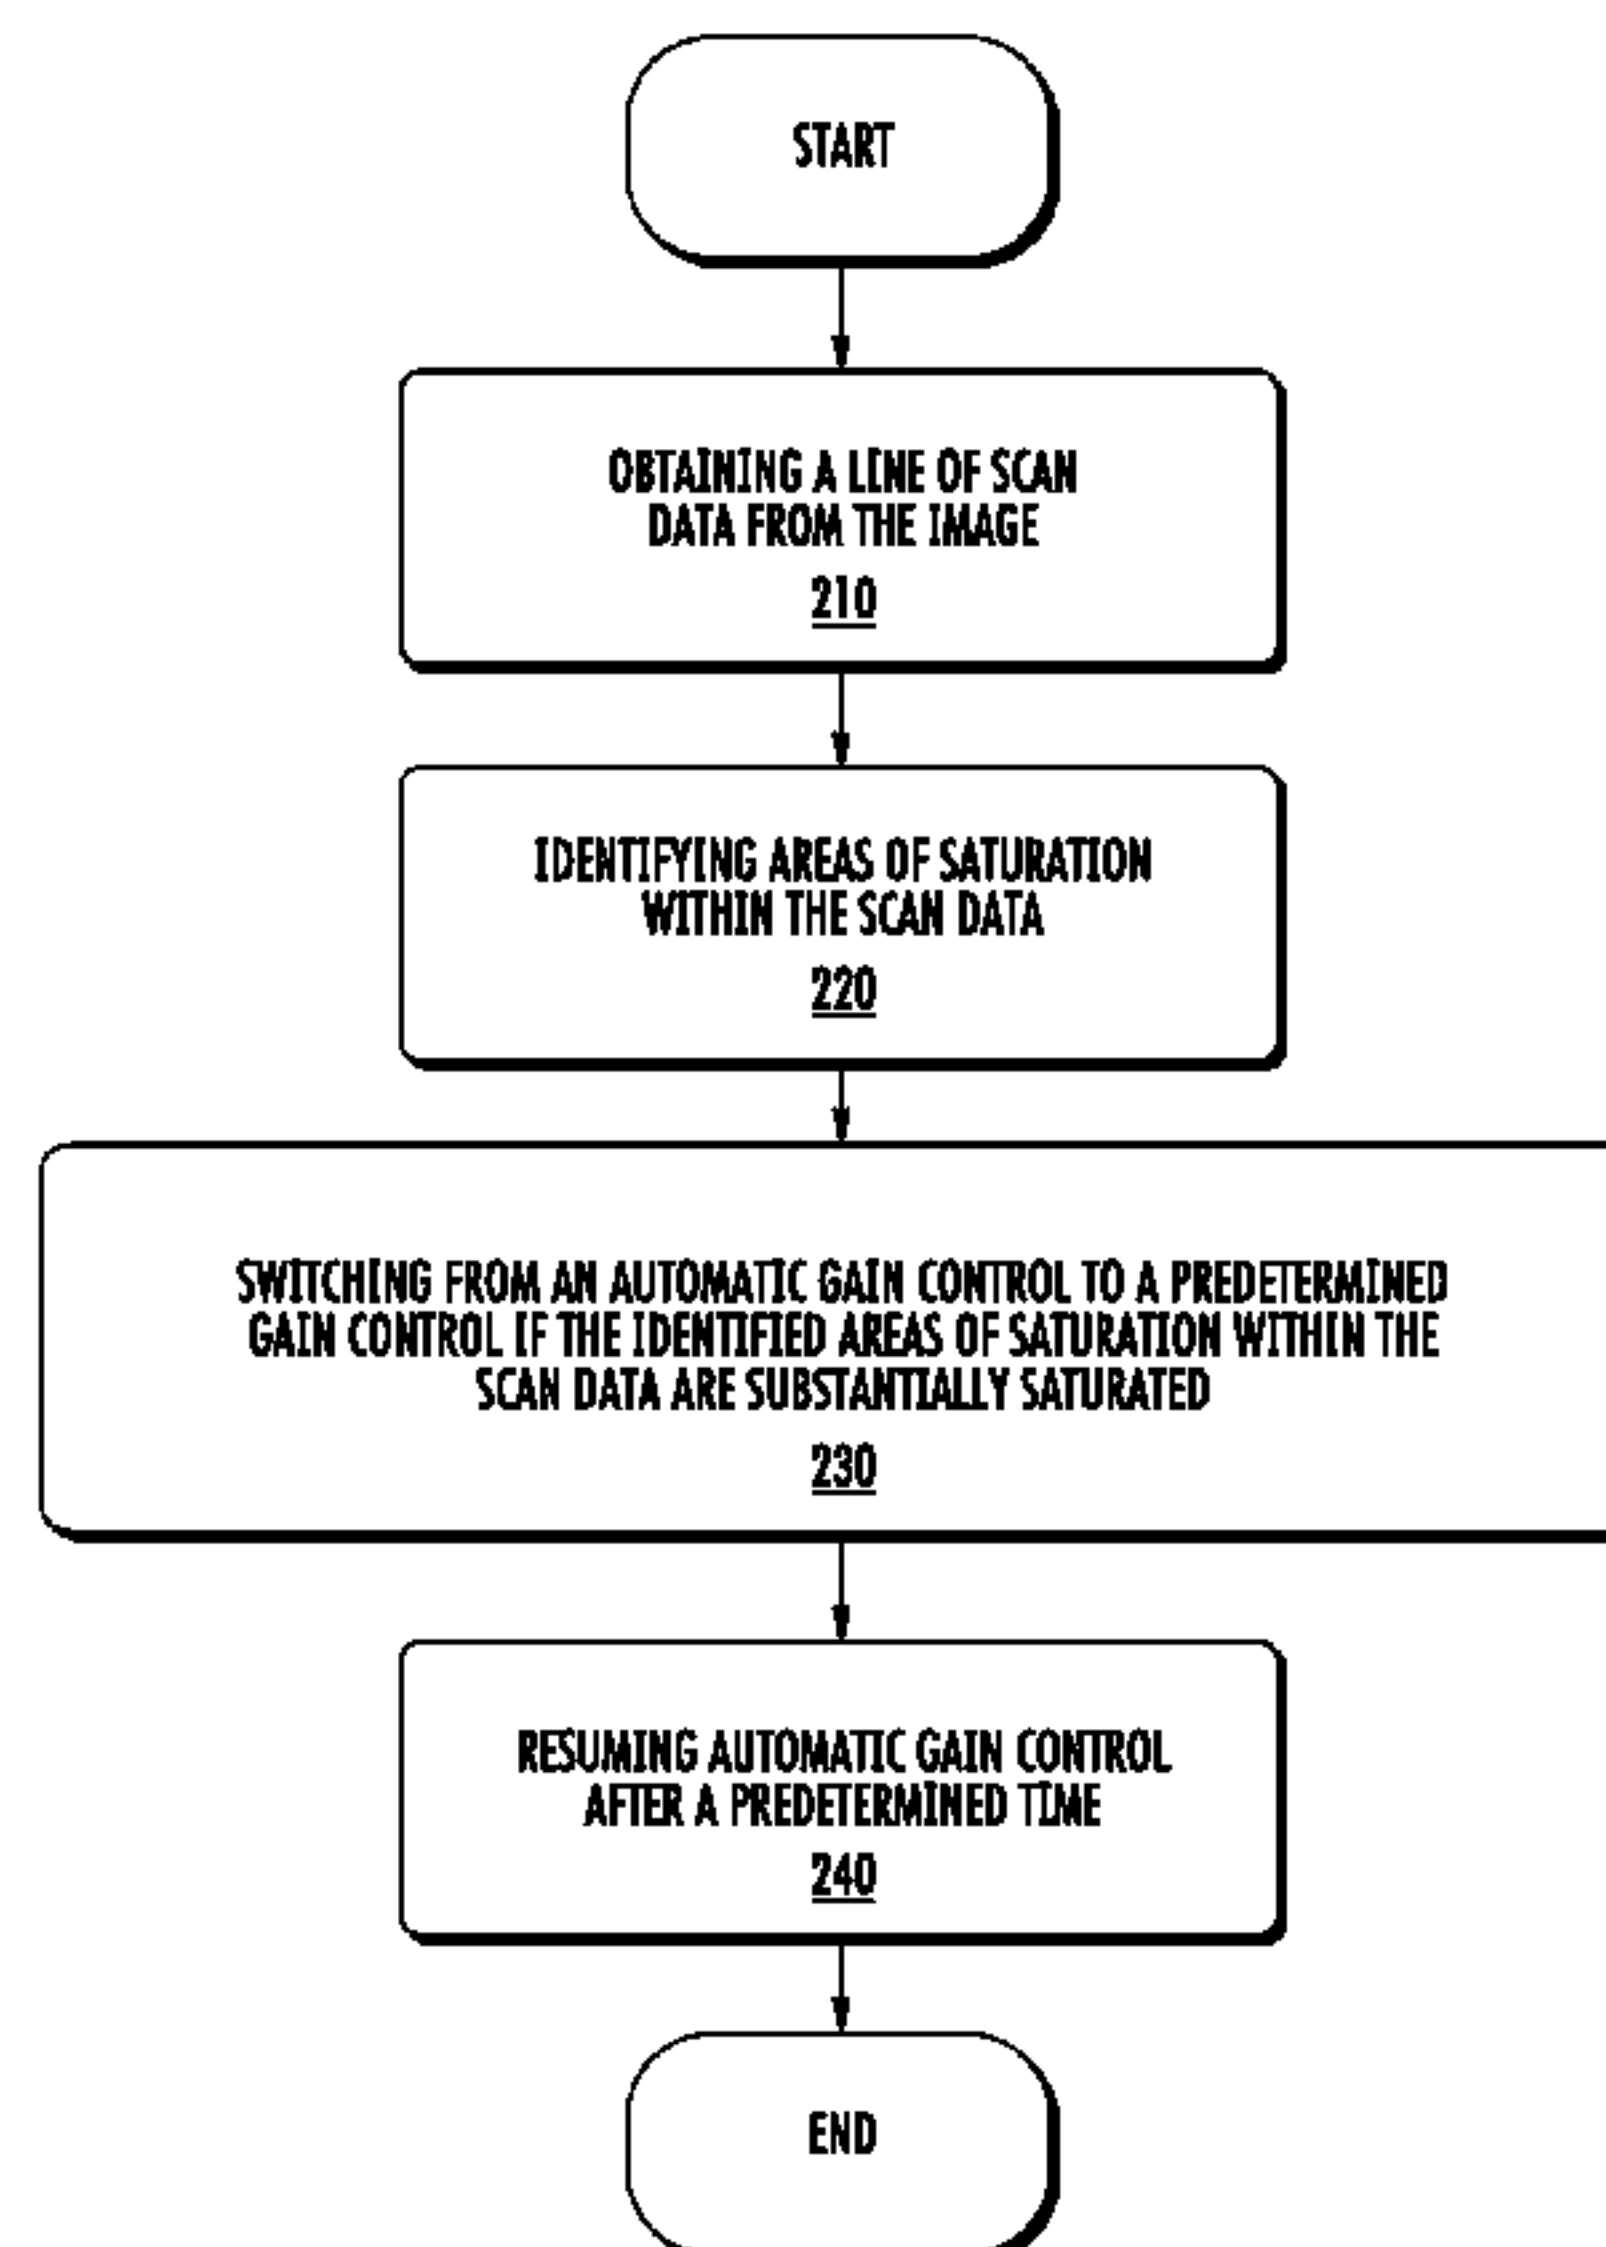 START
OBTAINING A LINE OF SCAN
DATA FROM THE IMAGE
210
IDENTIFYING AREAS OF SATURATION
WITHIN THE SCAN DATA
220
SWITCHING FROM AN AUTOMATIC GAIN CONTROL TO A PREDETERMINED
GAIN CONTROL IF THE IDENTIFIED AREAS OF SATURATION WITHIN THE
SCAN DATA ARE SUBSTANTIALLY SATURATED
230
RESUMING AUTOMATIC GAIN CONTROL
AFTER A PREDETERMINED TIME
240
END